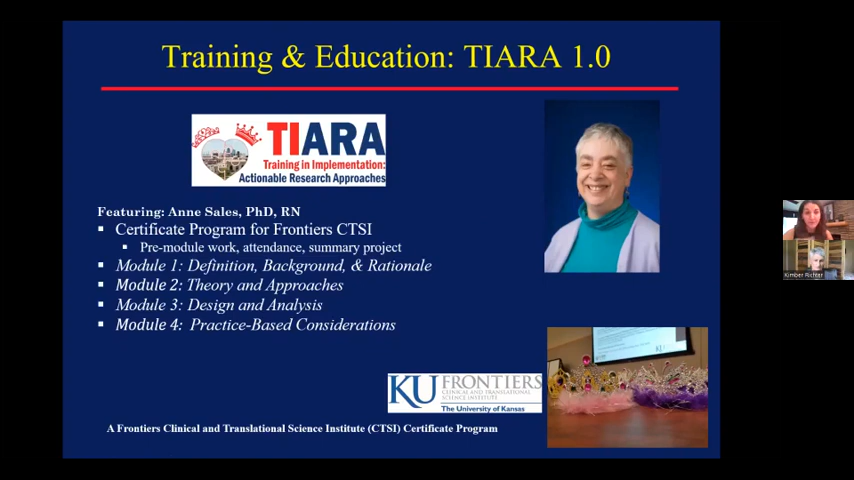 Training & Education: TIARA 1.0
TIARA
Training in Implementation:
Actionable Research Approaches
Featuring: Anne Sales, PhD, RN
Certificate Program for Frontiers CTSI
Pre-module work, attendance, summary project
Module 1: Definition, Background, & Rationale
Module 2: Theory and Approaches
Module 3: Design and Analysis
Module 4: Practice-Based Considerations
KU FRONTIERS
CLINICAL AND TRANSLATIONAL
SCIENCE INSTITUTE
The University of Kansas
A Frontiers Clinical and Translational Science Institute (CTSI) Certificate Program
Kimber Richter